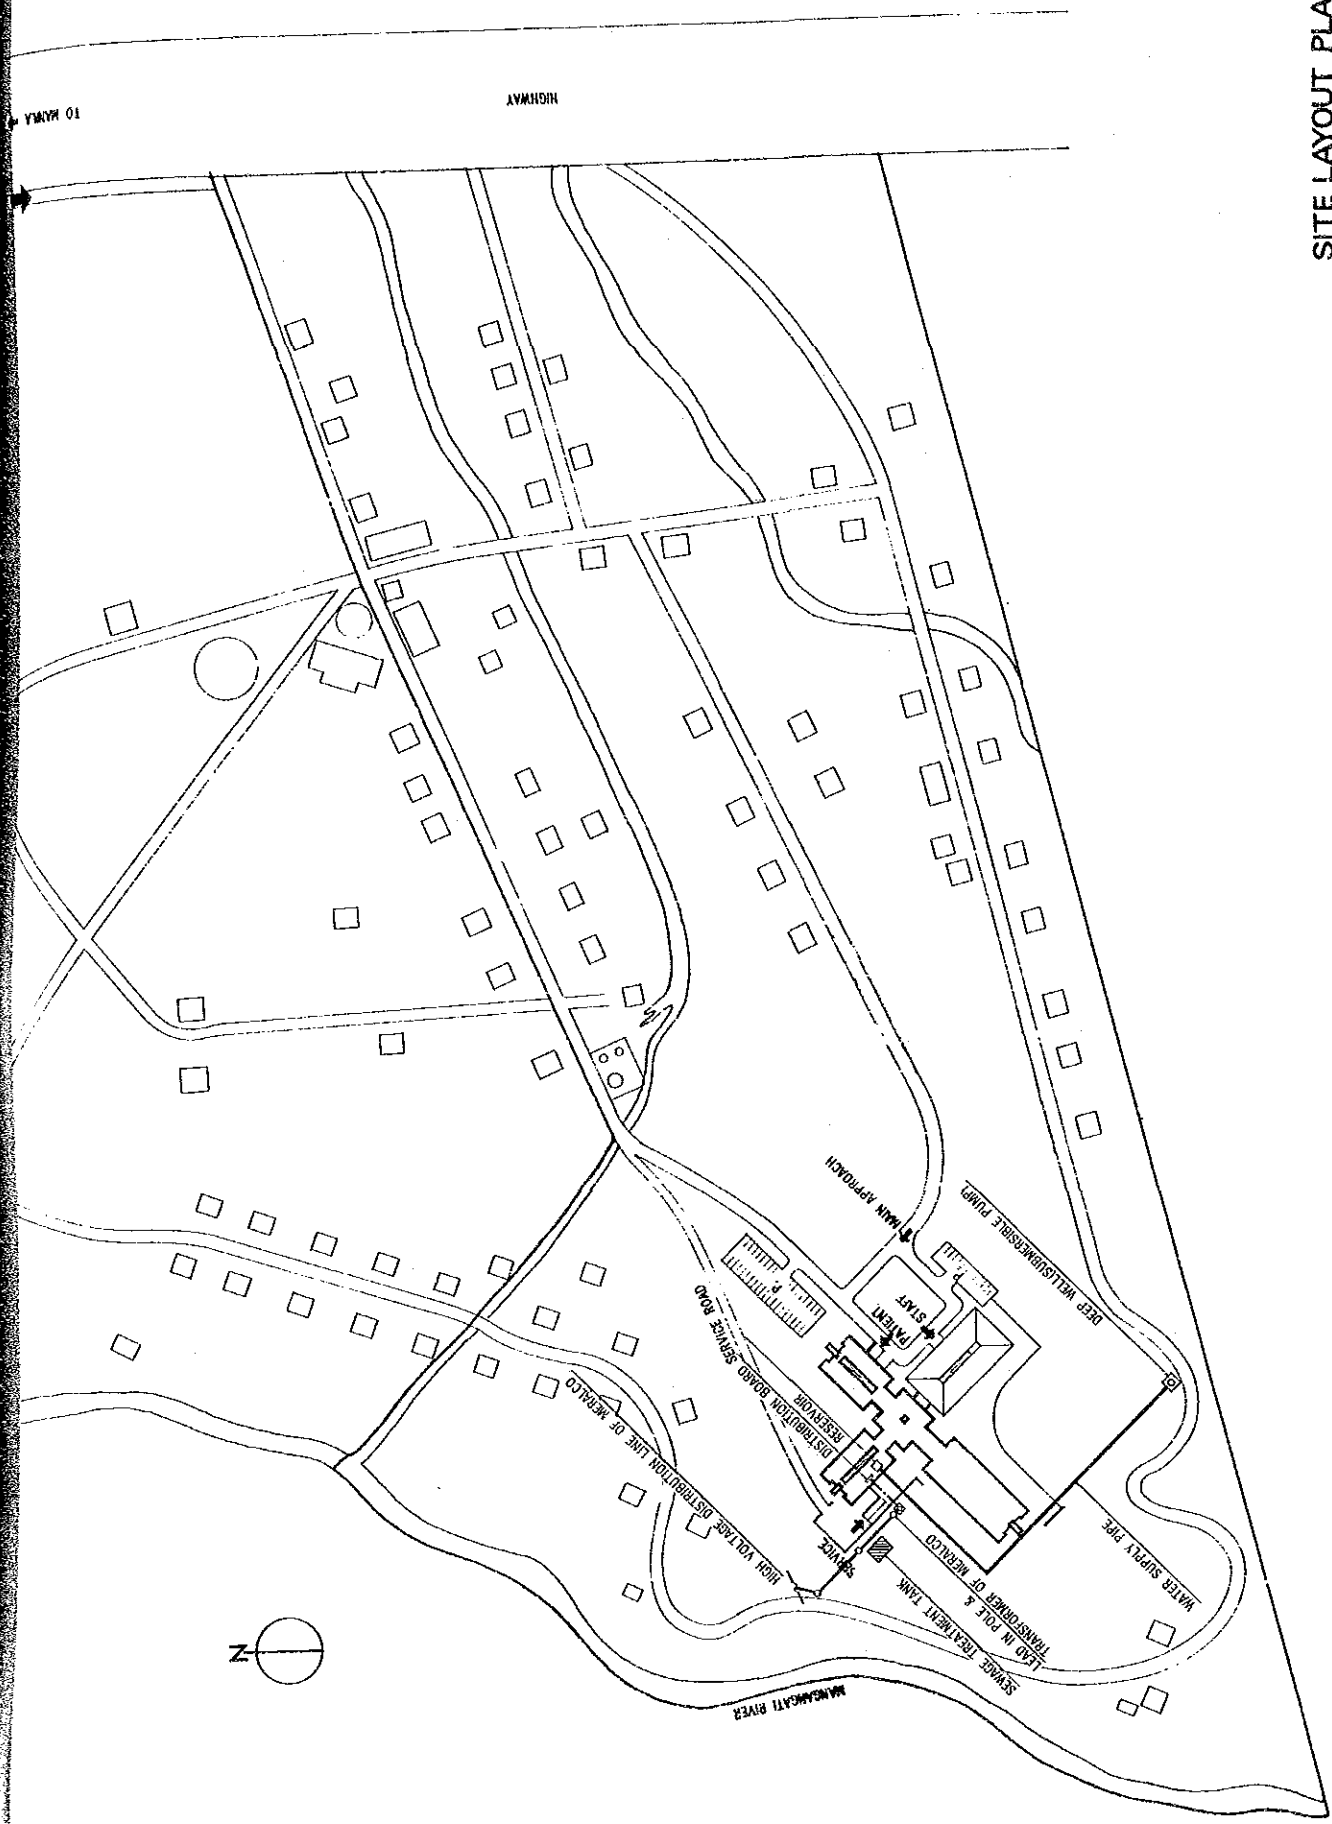 SITE LAYOUT PLA
TO MANILA
HIGHWAY
MAIN APPROACH
DEEP WELL(SUBMERSIBLE PUMP)
P
P
STAFF
PATIENT
SERVICE ROAD
DISTRIBUTION BOARD
RESERVOIR
HIGH VOLTAGE DISTRIBUTION LINE OF MERALCO
SERVICE
WATER SUPPLY PIPE
LEAD IN POLE &
TRANSFORMER OF MERALCO
SEWAGE TREATMENT TANK
N
MANGANGATI RIVER